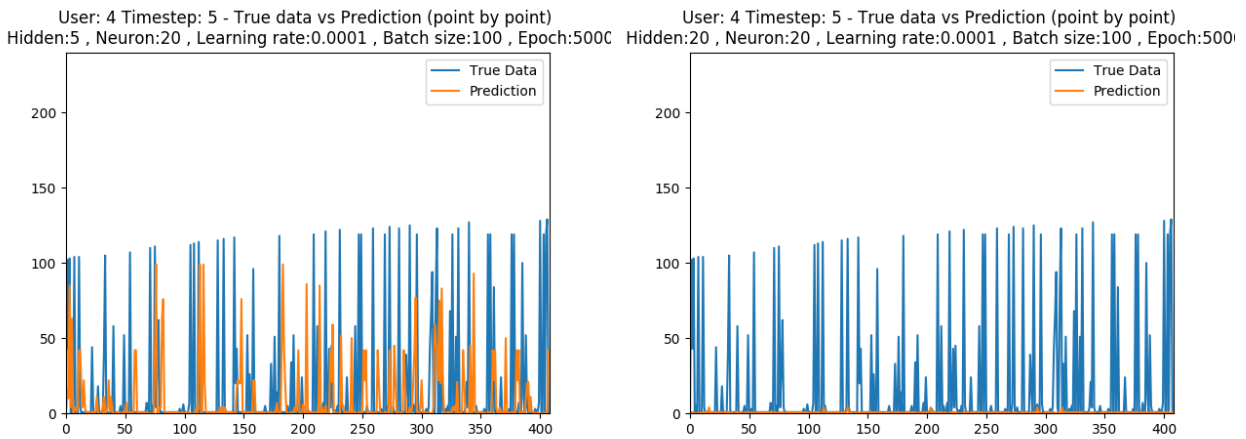 User: 4 Timestep: 5 - True data vs Prediction (point by point)
Hidden:5 , Neuron:20 , Learning rate:0.0001 , Batch size:100 , Epoch:5000
True Data
Prediction
200
150
100
50
0
0 50 100 150 200 250 300 350 400
User: 4 Timestep: 5 - True data vs Prediction (point by point)
Hidden:20 , Neuron:20 , Learning rate:0.0001 , Batch size:100 , Epoch:5000
True Data
Prediction
200
150
100
50
0
0 50 100 150 200 250 300 350 400